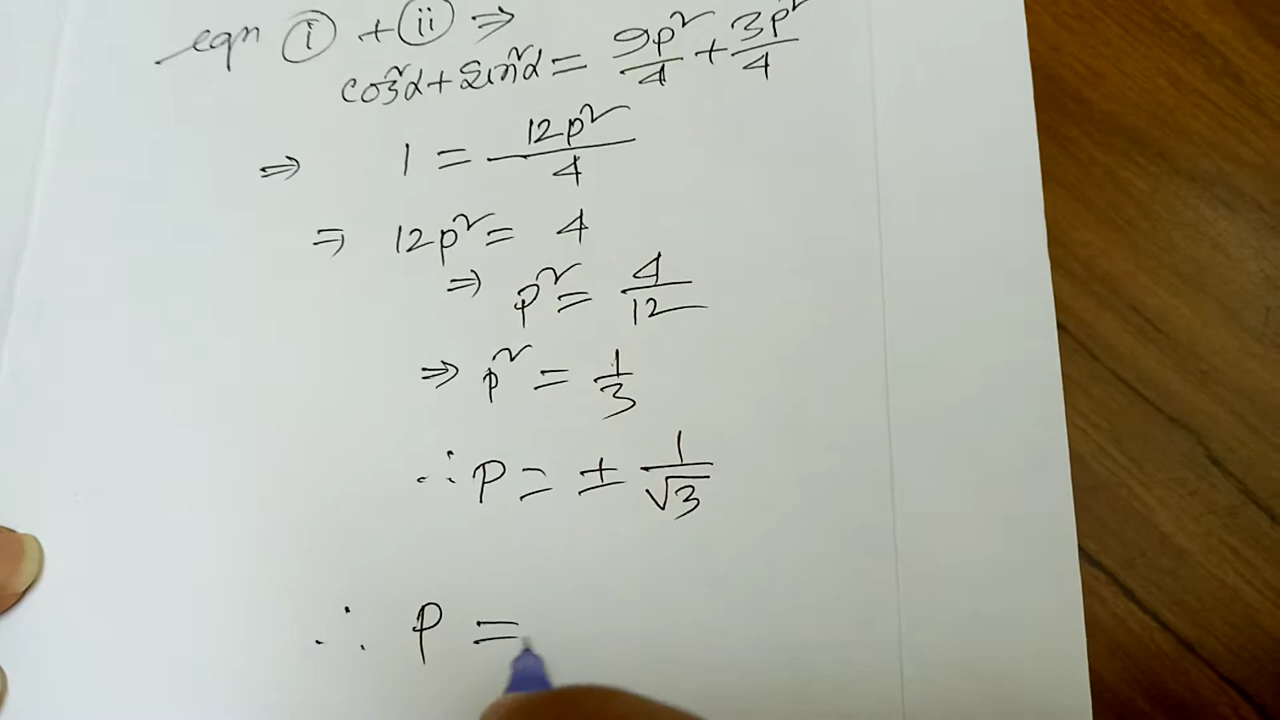 eqn (i) + (ii) ⇒
cos²α + sin²α = 9p²/4 + 3p²/4
⇒ 1 = 12p²/4
⇒ 12p² = 4
⇒ p² = 4/12
⇒ p² = 1/3
∴ p = ± 1/√3
∴ p =